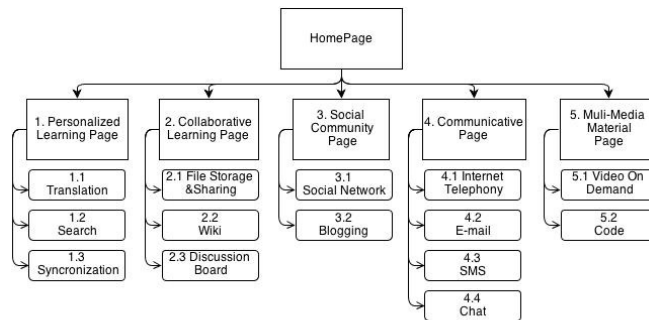 HomePage
1. Personalized
Learning Page
2. Collaborative
Learning Page
3. Social
Community
Page
4. Communicative
Page
5. Muli-Media
Material
Page
1.1
Translation
2.1 File Storage
&Sharing
3.1
Social Network
4.1 Internet
Telephony
5.1 Video On
Demand
1.2
Search
2.2
Wiki
3.2
Blogging
4.2
E-mail
5.2
Code
1.3
Syncronization
2.3 Discussion
Board
4.3
SMS
4.4
Chat